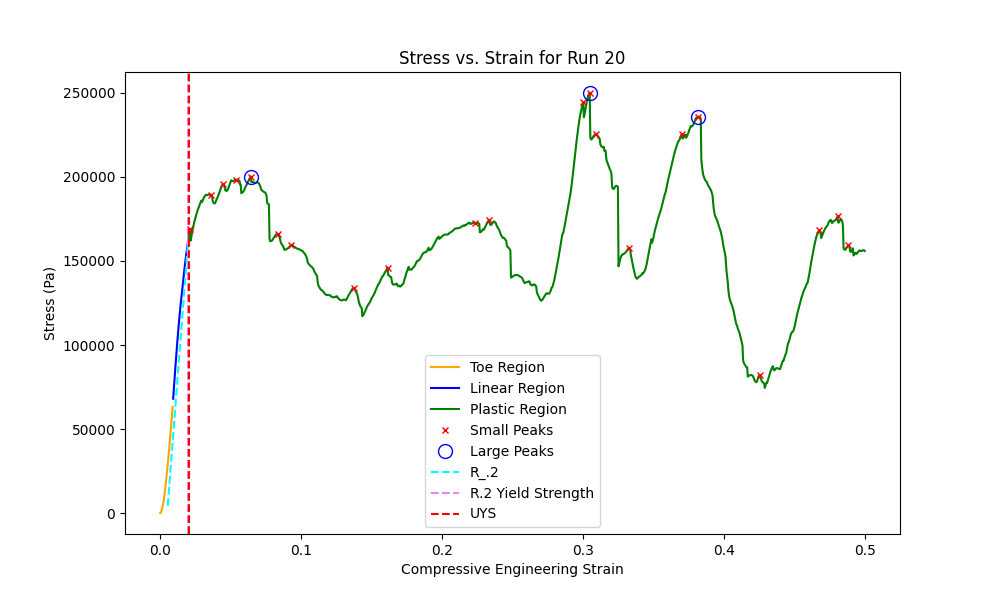 Stress vs. Strain for Run 20
250000
200000
150000
100000
50000
0
Stress (Pa)
0.0
0.1
0.2
0.3
0.4
0.5
Compressive Engineering Strain
Toe Region
Linear Region
Plastic Region
Small Peaks
Large Peaks
R_.2
R.2 Yield Strength
UYS